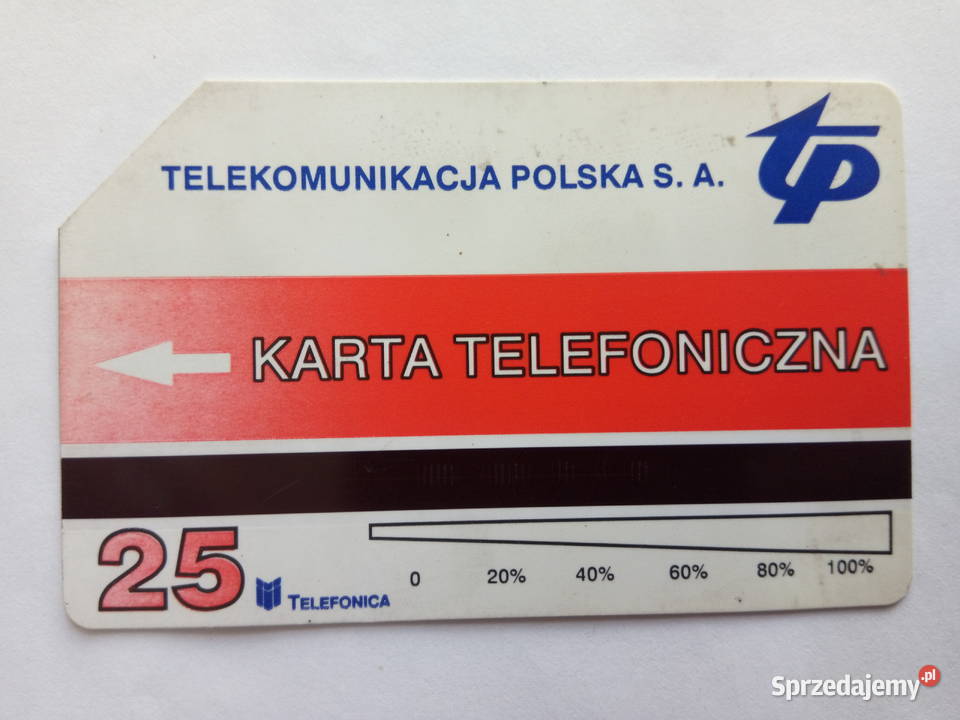 TELEKOMUNIKACJA POLSKA S. A.
TP
KARTA TELEFONICZNA
25
TELEFONICA
0 20% 40% 60% 80% 100%
Sprzedajemy.pl